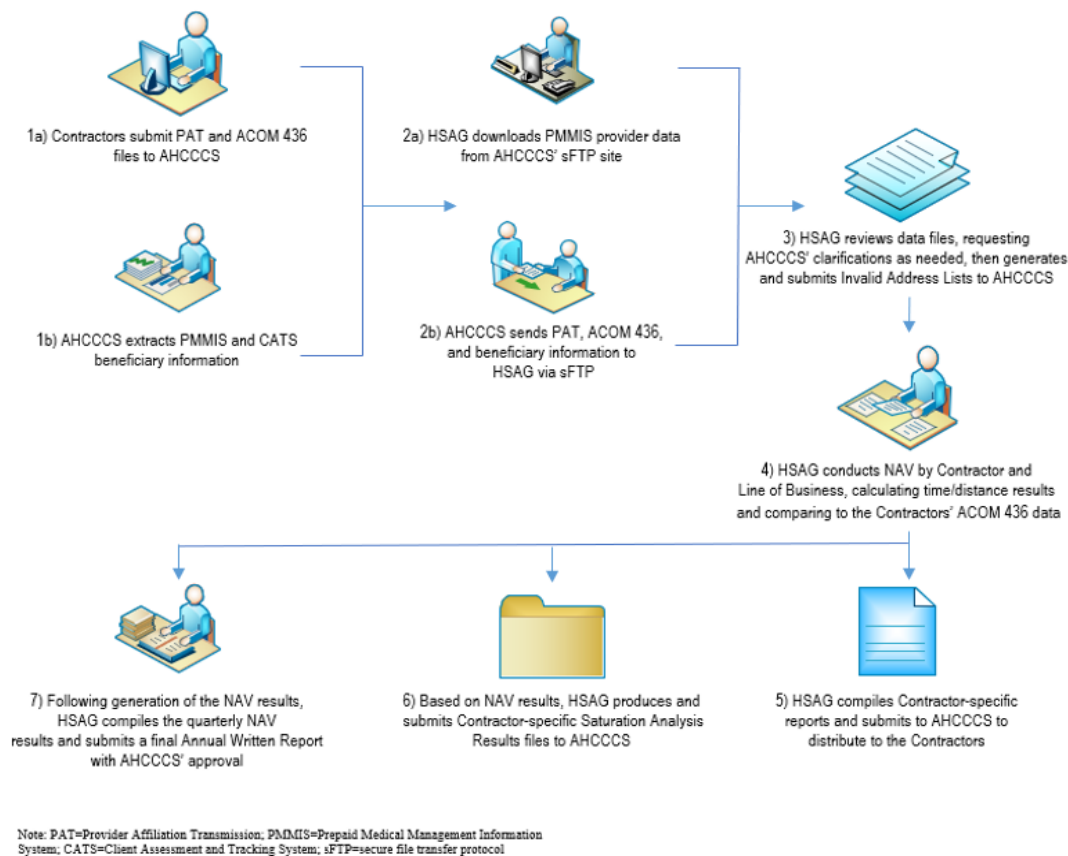 1a) Contractors submit PAT and ACOM 436
files to AHCCCS
2a) HSAG downloads PMMIS provider data
from AHCCCS' sFTP site
1b) AHCCCS extracts PMMIS and CATS
beneficiary information
2b) AHCCCS sends PAT, ACOM 436,
and beneficiary information to
HSAG via sFTP
3) HSAG reviews data files, requesting
AHCCCS' clarifications as needed, then generates
and submits Invalid Address Lists to AHCCCS
4) HSAG conducts NAV by Contractor and
Line of Business, calculating time/distance results
and comparing to the Contractors' ACOM 436 data
7) Following generation of the NAV results,
HSAG compiles the quarterly NAV
results and submits a final Annual Written Report
with AHCCCS' approval
6) Based on NAV results, HSAG produces and
submits Contractor-specific Saturation Analysis
Results files to AHCCCS
5) HSAG compiles Contractor-specific
reports and submits to AHCCCS to
distribute to the Contractors
Note: PAT=Provider Affiliation Transmission; PMMIS=Prepaid Medical Management Information
System; CATS=Client Assessment and Tracking System; sFTP=secure file transfer protocol